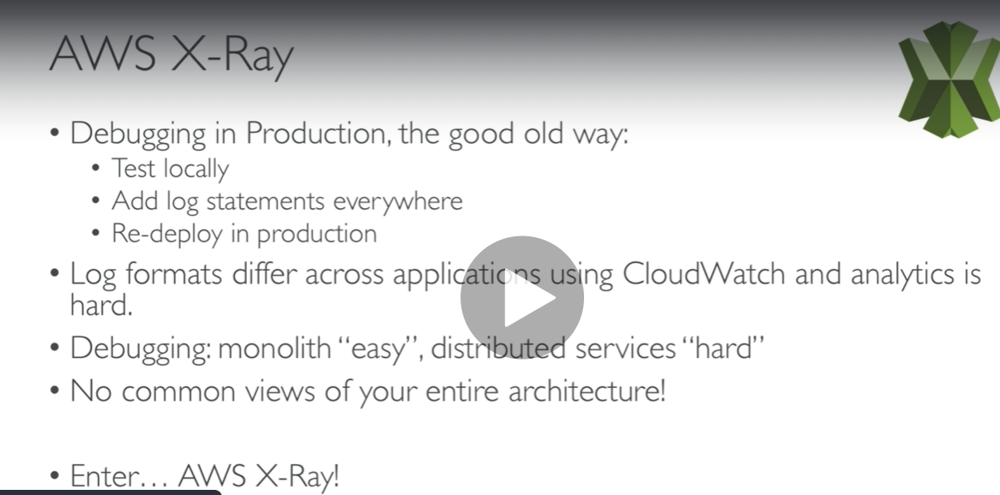 AWS X-Ray
• Debugging in Production, the good old way:
• Test locally
• Add log statements everywhere
• Re-deploy in production
• Log formats differ across applications using CloudWatch and analytics is
hard.
• Debugging: monolith “easy”, distributed services “hard”
• No common views of your entire architecture!
• Enter… AWS X-Ray!